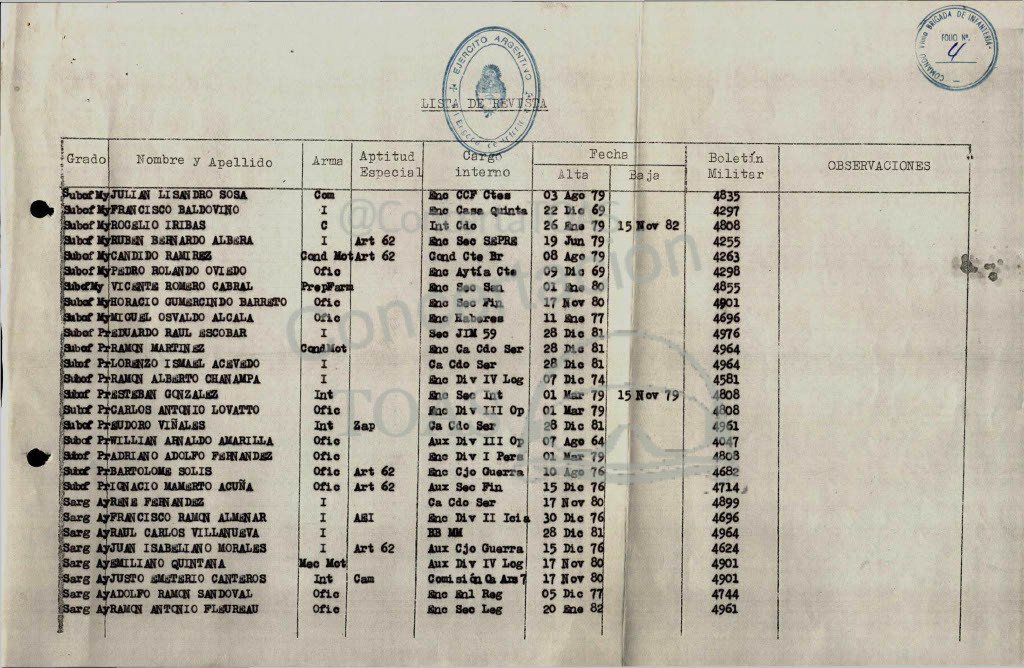 EJERCITO ARGENTINO
COMANDO VIIma BRIGADA DE INFANTERIA
FOLIO Nº.
4
LISTA DE REVISTA
Grado Nombre y Apellido Arma Aptitud Especial Cargo interno Fecha Alta Baja Boletín Militar OBSERVACIONES
Subof My JULIAN LISANDRO SOSA Com Enc CCF Ctes 03 Ago 79 4835
Subof My FRANCISCO BALDOVINO I Enc Casa Quinta 22 Dic 69 4297
Subof My ROGELIO IRIBAS C Int Cdo 26 Ene 79 15 Nov 82 4808
Subof My RUBEN BERNARDO ALBERA I Art 62 Enc Sec SEPRE 19 Jun 79 4255
Subof My CANDIDO RAMIREZ Cond Mot Art 62 Cond Cte Br 08 Ago 79 4263
Subof My PEDRO ROLANDO OVIEDO Ofic Enc Aytía Cte 09 Dic 69 4298
Subof My VICENTE ROMERO CABRAL PrepFarm Enc Sec San 01 Ene 80 4855
Subof My HORACIO GUMERCINDO BARRETO Ofic Enc Sec Fin 17 Nov 80 4901
Subof My MIGUEL OSVALDO ALCALA Ofic Enc Haberes 11 Ene 77 4696
Subof Pr EDUARDO RAUL ESCOBAR I Sec JIM 59 28 Dic 81 4976
Subof Pr RAMON MARTINEZ CondMot Enc Ca Cdo Ser 28 Dic 81 4964
Subof Pr LORENZO ISMAEL ACEVEDO I Ca Cdo Ser 28 Dic 81 4964
Subof Pr RAMON ALBERTO CHANAMPA I Enc Div IV Log 07 Dic 74 4581
Subof Pr ESTEBAN GONZALEZ Int Enc Sec Int 01 Mar 79 15 Nov 79 4808
Subof Pr CARLOS ANTONIO LOVATTO Ofic Enc Div III Op 01 Mar 79 4808
Subof Pr EUDORO VIÑALES Int Zap Ca Cdo Ser 28 Dic 81 4961
Subof Pr WILLIAN ARNALDO AMARILLA Ofic Aux Div III Op 07 Ago 64 4047
Subof Pr ADRIANO ADOLFO FERNANDEZ Ofic Enc Div I Pers 01 Mar 79 4808
Subof Pr BARTOLOME SOLIS Ofic Art 62 Enc Cjo Guerra 10 Ago 76 4682
Subof Pr IGNACIO MAMERTO ACUÑA Ofic Art 62 Aux Sec Fin 15 Dic 76 4714
Sarg Ay RENE FERNANDEZ I Ca Cdo Ser 17 Nov 80 4899
Sarg Ay FRANCISCO RAMON ALMENAR I AEI Enc Div II Icia 30 Dic 76 4696
Sarg Ay RAUL CARLOS VILLANUEVA I BB MM 28 Dic 81 4964
Sarg Ay JUAN ISABELIANO MORALES I Art 62 Aux Cjo Guerra 15 Dic 76 4624
Sarg Ay EMILIANO QUINTANA Mec Mot Aux Div IV Log 17 Nov 80 4901
Sarg Ay JUSTO EMETERIO CANTEROS Int Cam Comisión Ca Ars 7 17 Nov 80 4901
Sarg Ay ADOLFO RAMON SANDOVAL Ofic Enc Enl Reg 05 Dic 77 4744
Sarg Ay RAMON ANTONIO FLEUREAU Ofic Enc Sec Leg 20 Ene 82 4961